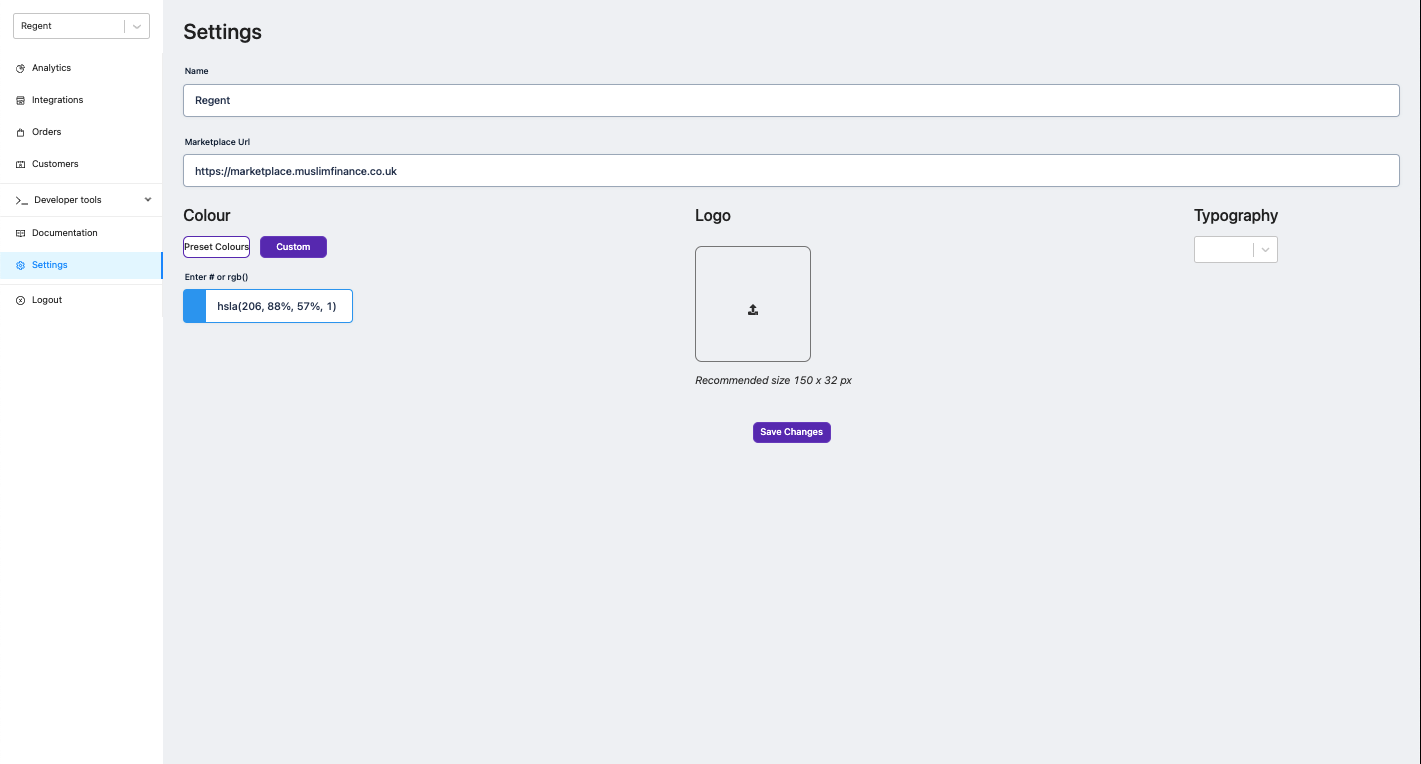 Regent
Analytics
Integrations
Orders
Customers
Developer tools
Documentation
Settings
Logout
Settings
Name
Regent
Marketplace Url
https://marketplace.muslimfinance.co.uk
Colour
Preset Colours Custom
Enter # or rgb()
hsla(206, 88%, 57%, 1)
Logo
Recommended size 150 x 32 px
Typography
Save Changes